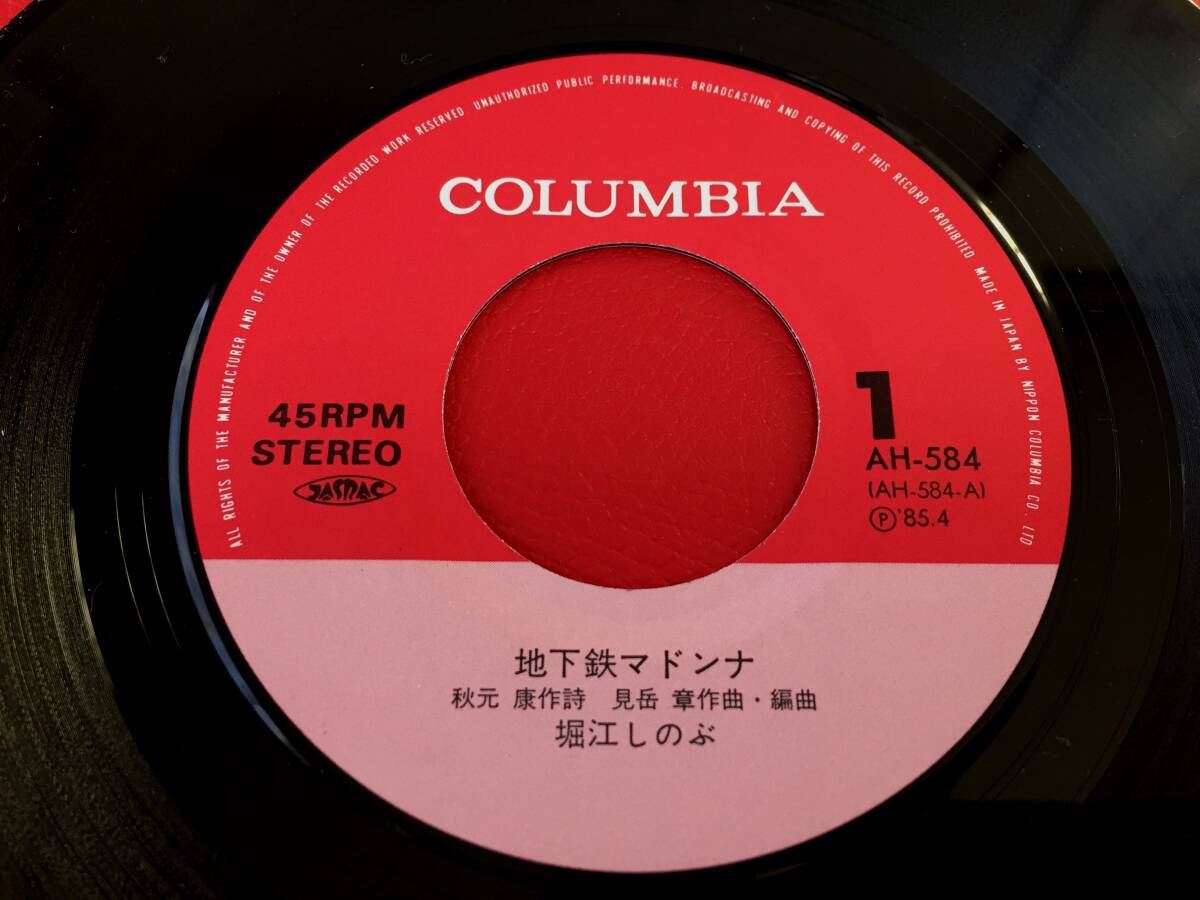 ALL RIGHTS OF THE MANUFACTURER AND OF THE OWNER OF THE RECORDED WORK RESERVED. UNAUTHORIZED PUBLIC PERFORMANCE. BROADCASTING AND COPYING OF THIS RECORD PROHIBITED MADE IN JAPAN BY NIPPON COLUMBIA CO., LTD
COLUMBIA
45RPM
STEREO
JASRAC
1
AH-584
(AH-584-A)
Ⓟ'85.4
地下鉄マドンナ
秋元 康作詩 見岳 章作曲・編曲
堀江しのぶ